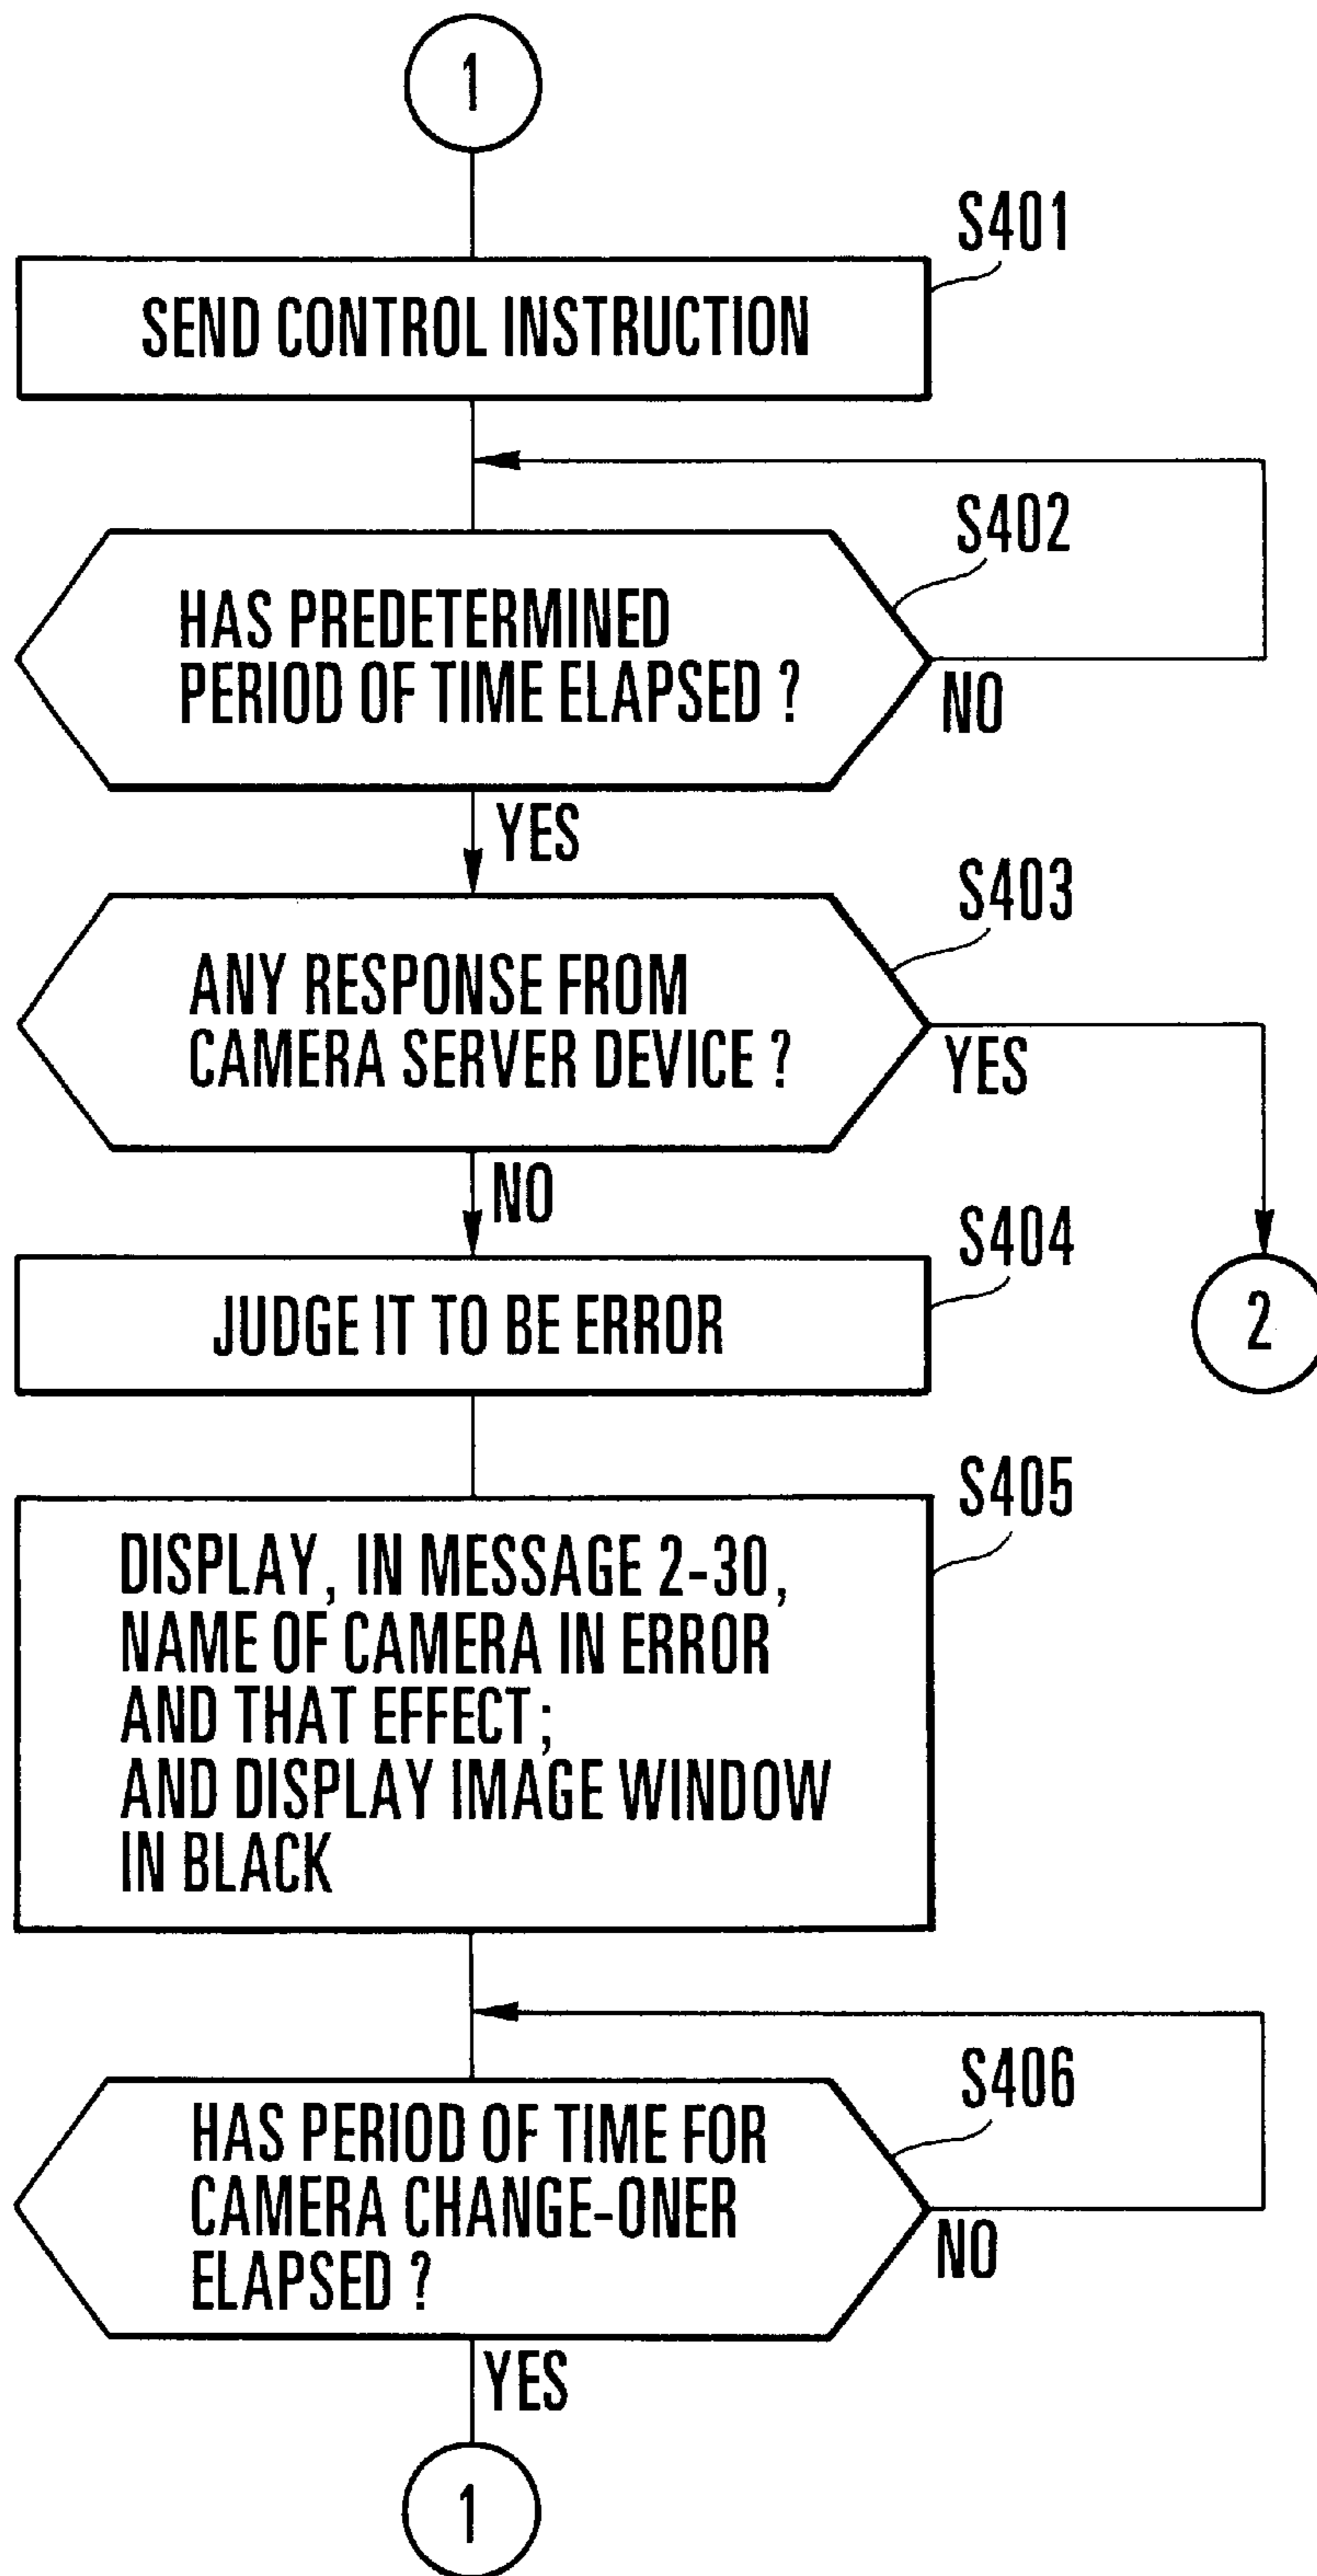 1
S401
SEND CONTROL INSTRUCTION
S402
HAS PREDETERMINED
PERIOD OF TIME ELAPSED ?
NO
YES
S403
ANY RESPONSE FROM
CAMERA SERVER DEVICE ?
YES
NO
S404
JUDGE IT TO BE ERROR
2
S405
DISPLAY, IN MESSAGE 2-30,
NAME OF CAMERA IN ERROR
AND THAT EFFECT;
AND DISPLAY IMAGE WINDOW
IN BLACK
S406
HAS PERIOD OF TIME FOR
CAMERA CHANGE-ONER
ELAPSED ?
NO
YES
1